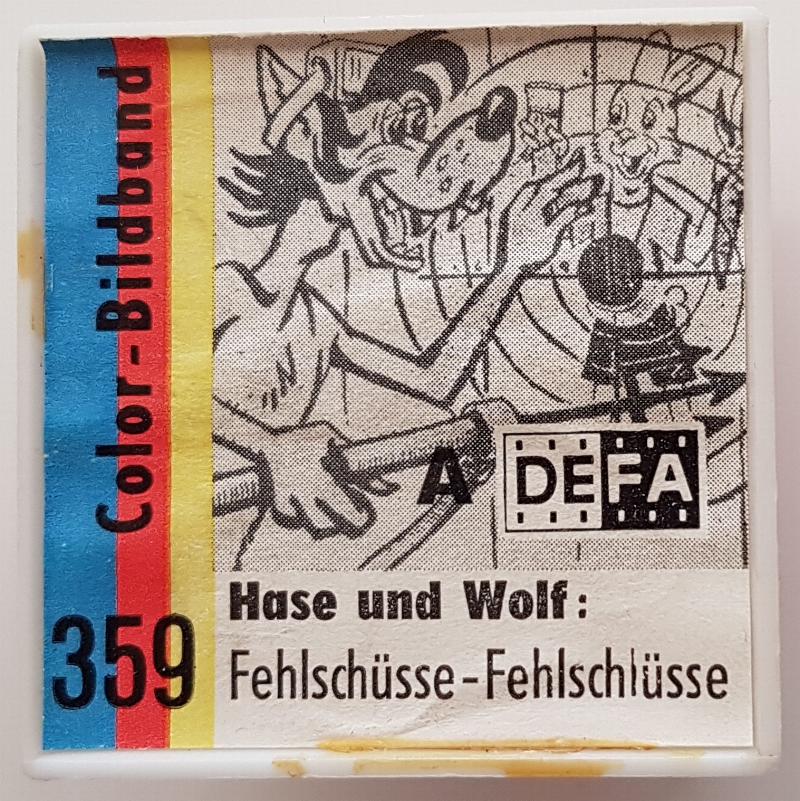 Color-Bildband
359
A DEFA
Hase und Wolf:
Fehlschüsse-Fehlschlüsse